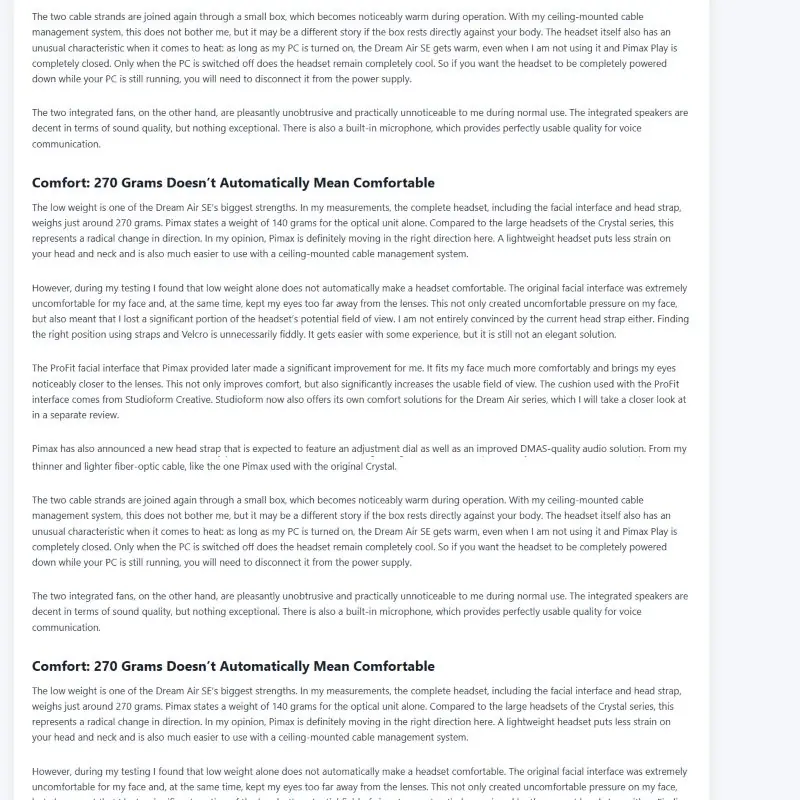 The two cable strands are joined again through a small box, which becomes noticeably warm during operation. With my ceiling-mounted cable
management system, this does not bother me, but it may be a different story if the box rests directly against your body. The headset itself also has an
unusual characteristic when it comes to heat: as long as my PC is turned on, the Dream Air SE gets warm, even when I am not using it and Pimax Play is
completely closed. Only when the PC is switched off does the headset remain completely cool. So if you want the headset to be completely powered
down while your PC is still running, you will need to disconnect it from the power supply.
The two integrated fans, on the other hand, are pleasantly unobtrusive and practically unnoticeable to me during normal use. The integrated speakers are
decent in terms of sound quality, but nothing exceptional. There is also a built-in microphone, which provides perfectly usable quality for voice
communication.
Comfort: 270 Grams Doesn't Automatically Mean Comfortable
The low weight is one of the Dream Air SE's biggest strengths. In my measurements, the complete headset, including the facial interface and head strap,
weighs just around 270 grams. Pimax states a weight of 140 grams for the optical unit alone. Compared to the large headsets of the Crystal series, this
represents a radical change in direction. In my opinion, Pimax is definitely moving in the right direction here. A lightweight headset puts less strain on
your head and neck and is also much easier to use with a ceiling-mounted cable management system.
However, during my testing I found that low weight alone does not automatically make a headset comfortable. The original facial interface was extremely
uncomfortable for my face and, at the same time, kept my eyes too far away from the lenses. This not only created uncomfortable pressure on my face,
but also meant that I lost a significant portion of the headset's potential field of view. I am not entirely convinced by the current head strap either. Finding
the right position using straps and Velcro is unnecessarily fiddly. It gets easier with some experience, but it is still not an elegant solution.
The ProFit facial interface that Pimax provided later made a significant improvement for me. It fits my face much more comfortably and brings my eyes
noticeably closer to the lenses. This not only improves comfort, but also significantly increases the usable field of view. The cushion used with the ProFit
interface comes from Studioform Creative. Studioform now also offers its own comfort solutions for the Dream Air series, which I will take a closer look at
in a separate review.
Pimax has also announced a new head strap that is expected to feature an adjustment dial as well as an improved DMAS-quality audio solution. From my
thinner and lighter fiber-optic cable, like the one Pimax used with the original Crystal.
The two cable strands are joined again through a small box, which becomes noticeably warm during operation. With my ceiling-mounted cable
management system, this does not bother me, but it may be a different story if the box rests directly against your body. The headset itself also has an
unusual characteristic when it comes to heat: as long as my PC is turned on, the Dream Air SE gets warm, even when I am not using it and Pimax Play is
completely closed. Only when the PC is switched off does the headset remain completely cool. So if you want the headset to be completely powered
down while your PC is still running, you will need to disconnect it from the power supply.
The two integrated fans, on the other hand, are pleasantly unobtrusive and practically unnoticeable to me during normal use. The integrated speakers are
decent in terms of sound quality, but nothing exceptional. There is also a built-in microphone, which provides perfectly usable quality for voice
communication.
Comfort: 270 Grams Doesn't Automatically Mean Comfortable
The low weight is one of the Dream Air SE's biggest strengths. In my measurements, the complete headset, including the facial interface and head strap,
weighs just around 270 grams. Pimax states a weight of 140 grams for the optical unit alone. Compared to the large headsets of the Crystal series, this
represents a radical change in direction. In my opinion, Pimax is definitely moving in the right direction here. A lightweight headset puts less strain on
your head and neck and is also much easier to use with a ceiling-mounted cable management system.
However, during my testing I found that low weight alone does not automatically make a headset comfortable. The original facial interface was extremely
uncomfortable for my face and, at the same time, kept my eyes too far away from the lenses. This not only created uncomfortable pressure on my face,